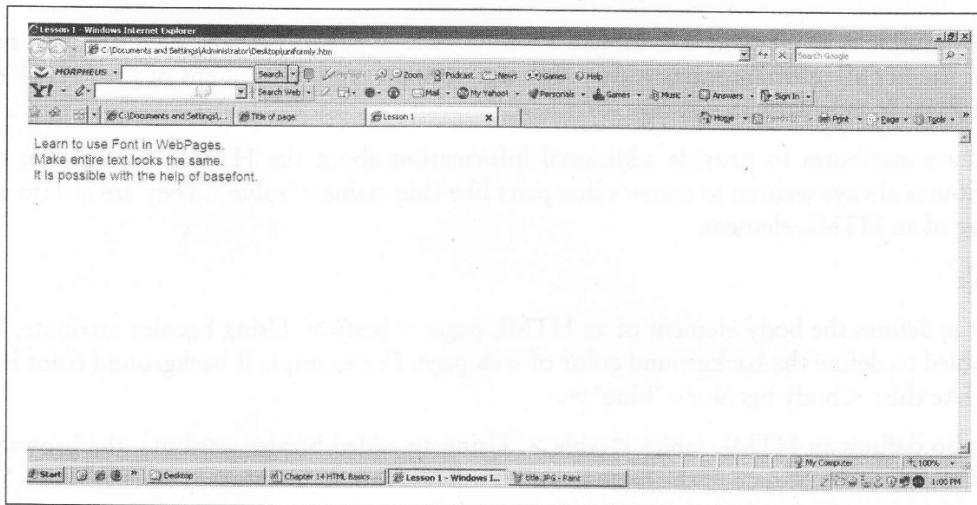 Lesson 1 - Windows Internet Explorer
C:\Documents and Settings\Administrator\Desktop\uniformly.htm
Search Google
MORPHEUS Search Zoom Podcast News Games Help
Y! Search Web Mail My Yahoo! Personals Games Music Answers Sign In
C:\Documents and Settings\... Title of page Lesson 1 Home Print Page Tools
Learn to use Font in WebPages.
Make entire text looks the same.
It is possible with the help of basefont.
My Computer 100%
Start Desktop Chapter 14 HTML Basics... Lesson 1 - Windows I... title.JPG - Paint 1:00 PM